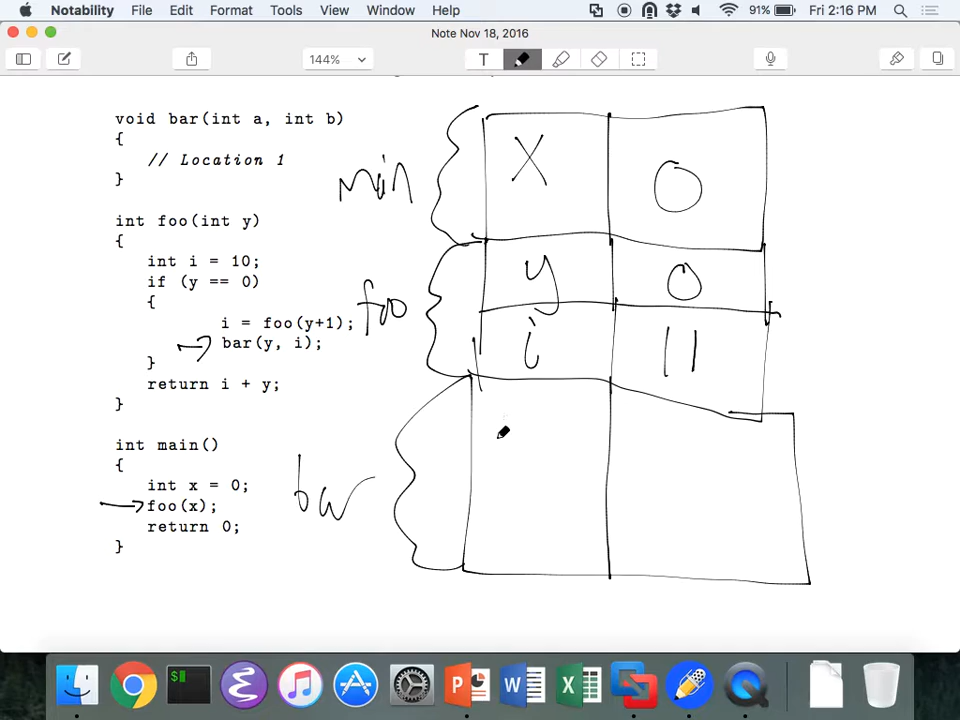 Notability File Edit Format Tools View Window Help 91% Fri 2:16 PM
Note Nov 18, 2016
144% T
void bar(int a, int b)
{
// Location 1
}
int foo(int y)
{
int i = 10;
if (y == 0)
{
i = foo(y+1);
bar(y, i);
}
return i + y;
}
int main()
{
int x = 0;
foo(x);
return 0;
}
min X 0
foo y 0
i 11
bar
$
P W X